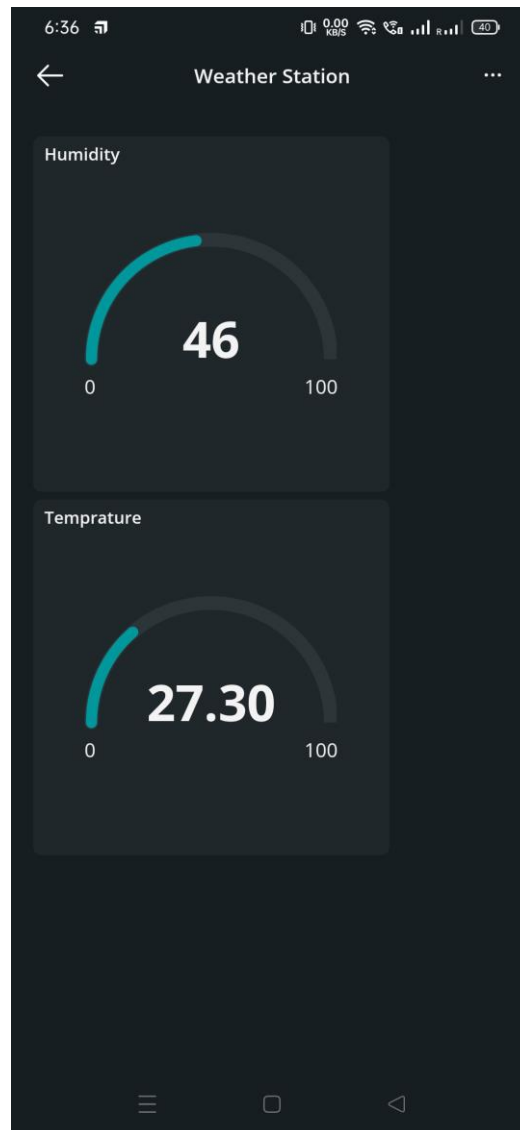 6:36 0.00 KB/S R 40
Weather Station
Humidity
46
0 100
Temprature
27.30
0 100